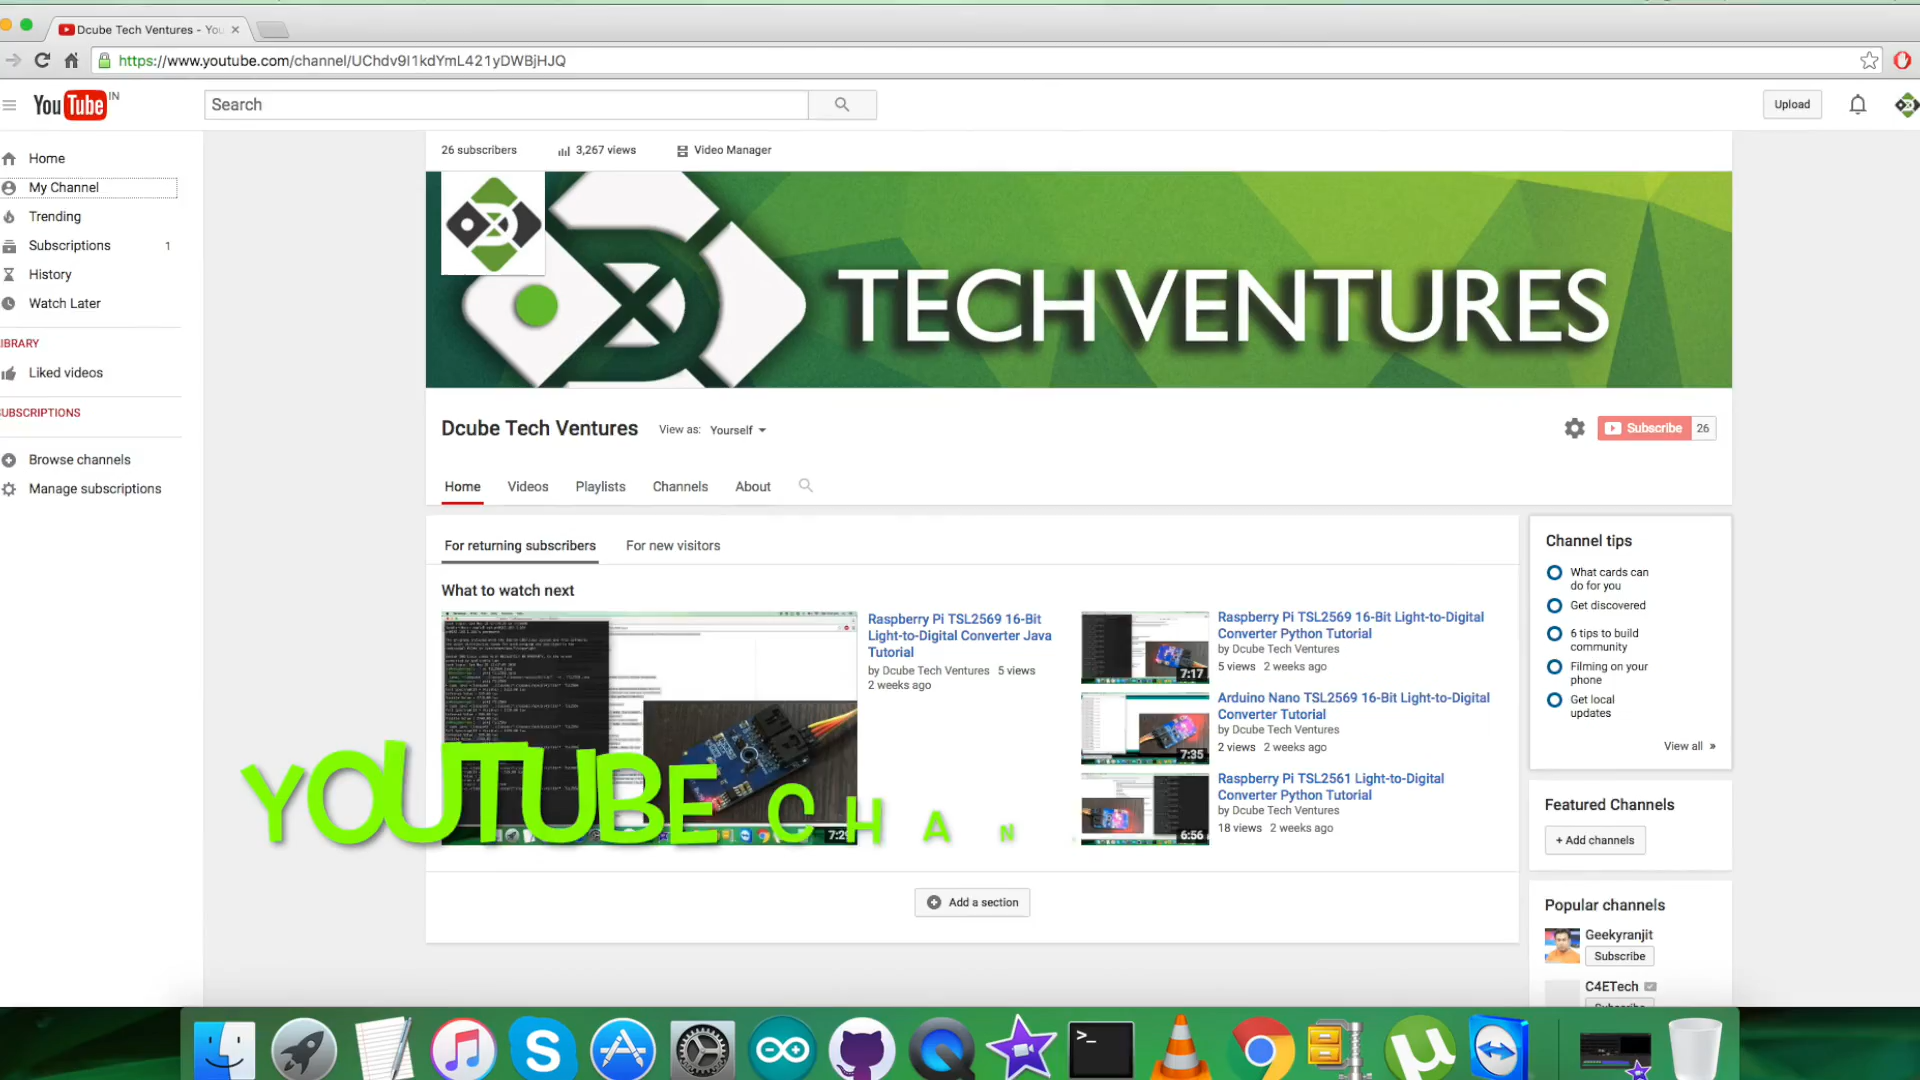 Dcube Tech Ventures - You
https://www.youtube.com/channel/UChdv9I1kdYmL421yDWBjHJQ
YouTube IN
Search
Upload
Home
My Channel
Trending
Subscriptions 1
History
Watch Later
IBRARY
Liked videos
UBSCRIPTIONS
Browse channels
Manage subscriptions
26 subscribers 3,267 views Video Manager
TECH VENTURES
Dcube Tech Ventures View as: Yourself
Subscribe 26
Home Videos Playlists Channels About
For returning subscribers For new visitors
What to watch next
Raspberry Pi TSL2569 16-Bit
Light-to-Digital Converter Java
Tutorial
by Dcube Tech Ventures 5 views
2 weeks ago
7:29
Raspberry Pi TSL2569 16-Bit Light-to-Digital
Converter Python Tutorial
by Dcube Tech Ventures
5 views 2 weeks ago
7:17
Arduino Nano TSL2569 16-Bit Light-to-Digital
Converter Tutorial
by Dcube Tech Ventures
2 views 2 weeks ago
7:35
Raspberry Pi TSL2561 Light-to-Digital
Converter Python Tutorial
by Dcube Tech Ventures
18 views 2 weeks ago
6:56
YOUTUBE CHAN
Add a section
Channel tips
What cards can
do for you
Get discovered
6 tips to build
community
Filming on your
phone
Get local
updates
View all »
Featured Channels
+ Add channels
Popular channels
Geekyranjit
Subscribe
C4ETech
Subscribe